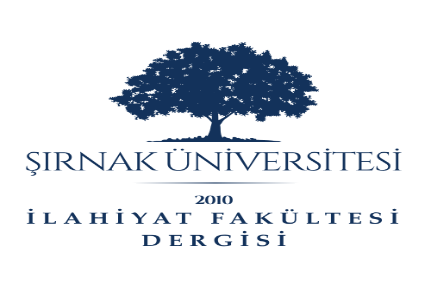 ŞIRNAK ÜNİVERSİTESİ
2010
İLAHİYAT FAKÜLTESİ
DERGİSİ